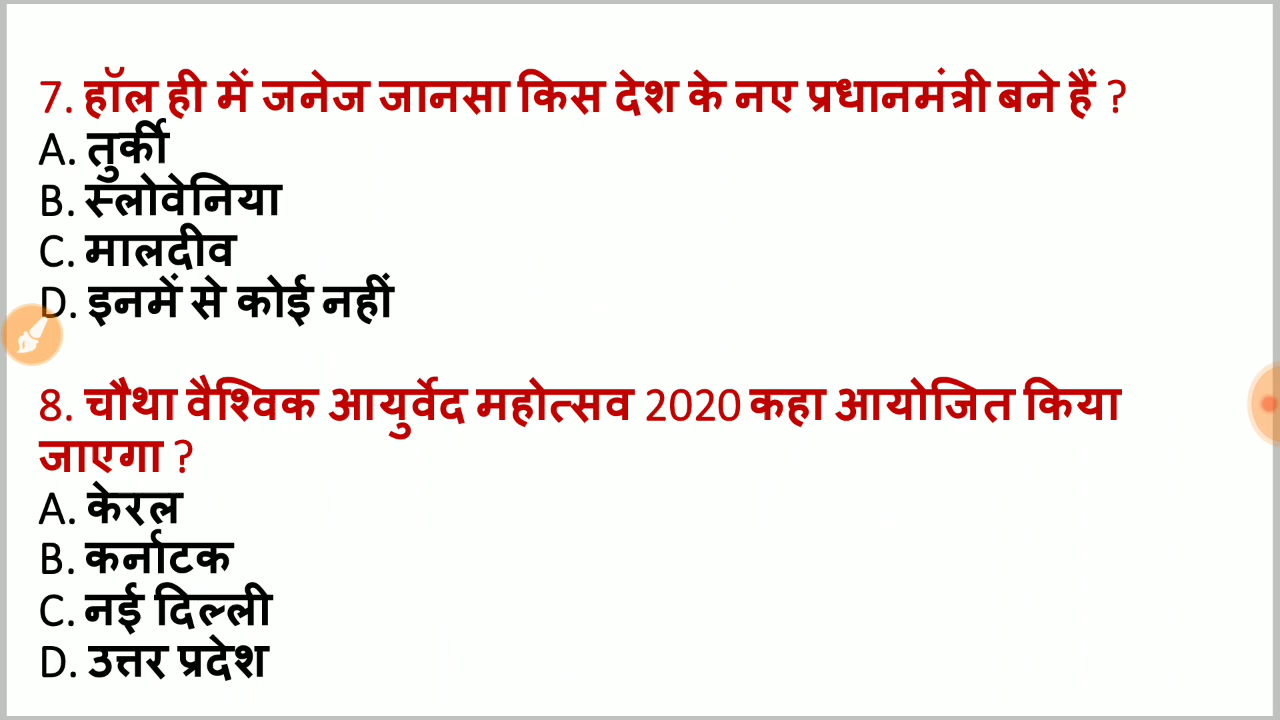 7. हॉल ही में जनेज जानसा किस देश के नए प्रधानमंत्री बने हैं ?
A. तुर्की
B. स्लोवेनिया
C. मालदीव
D. इनमें से कोई नहीं
8. चौथा वैश्विक आयुर्वेद महोत्सव 2020 कहा आयोजित किया
जाएगा ?
A. केरल
B. कर्नाटक
C. नई दिल्ली
D. उत्तर प्रदेश